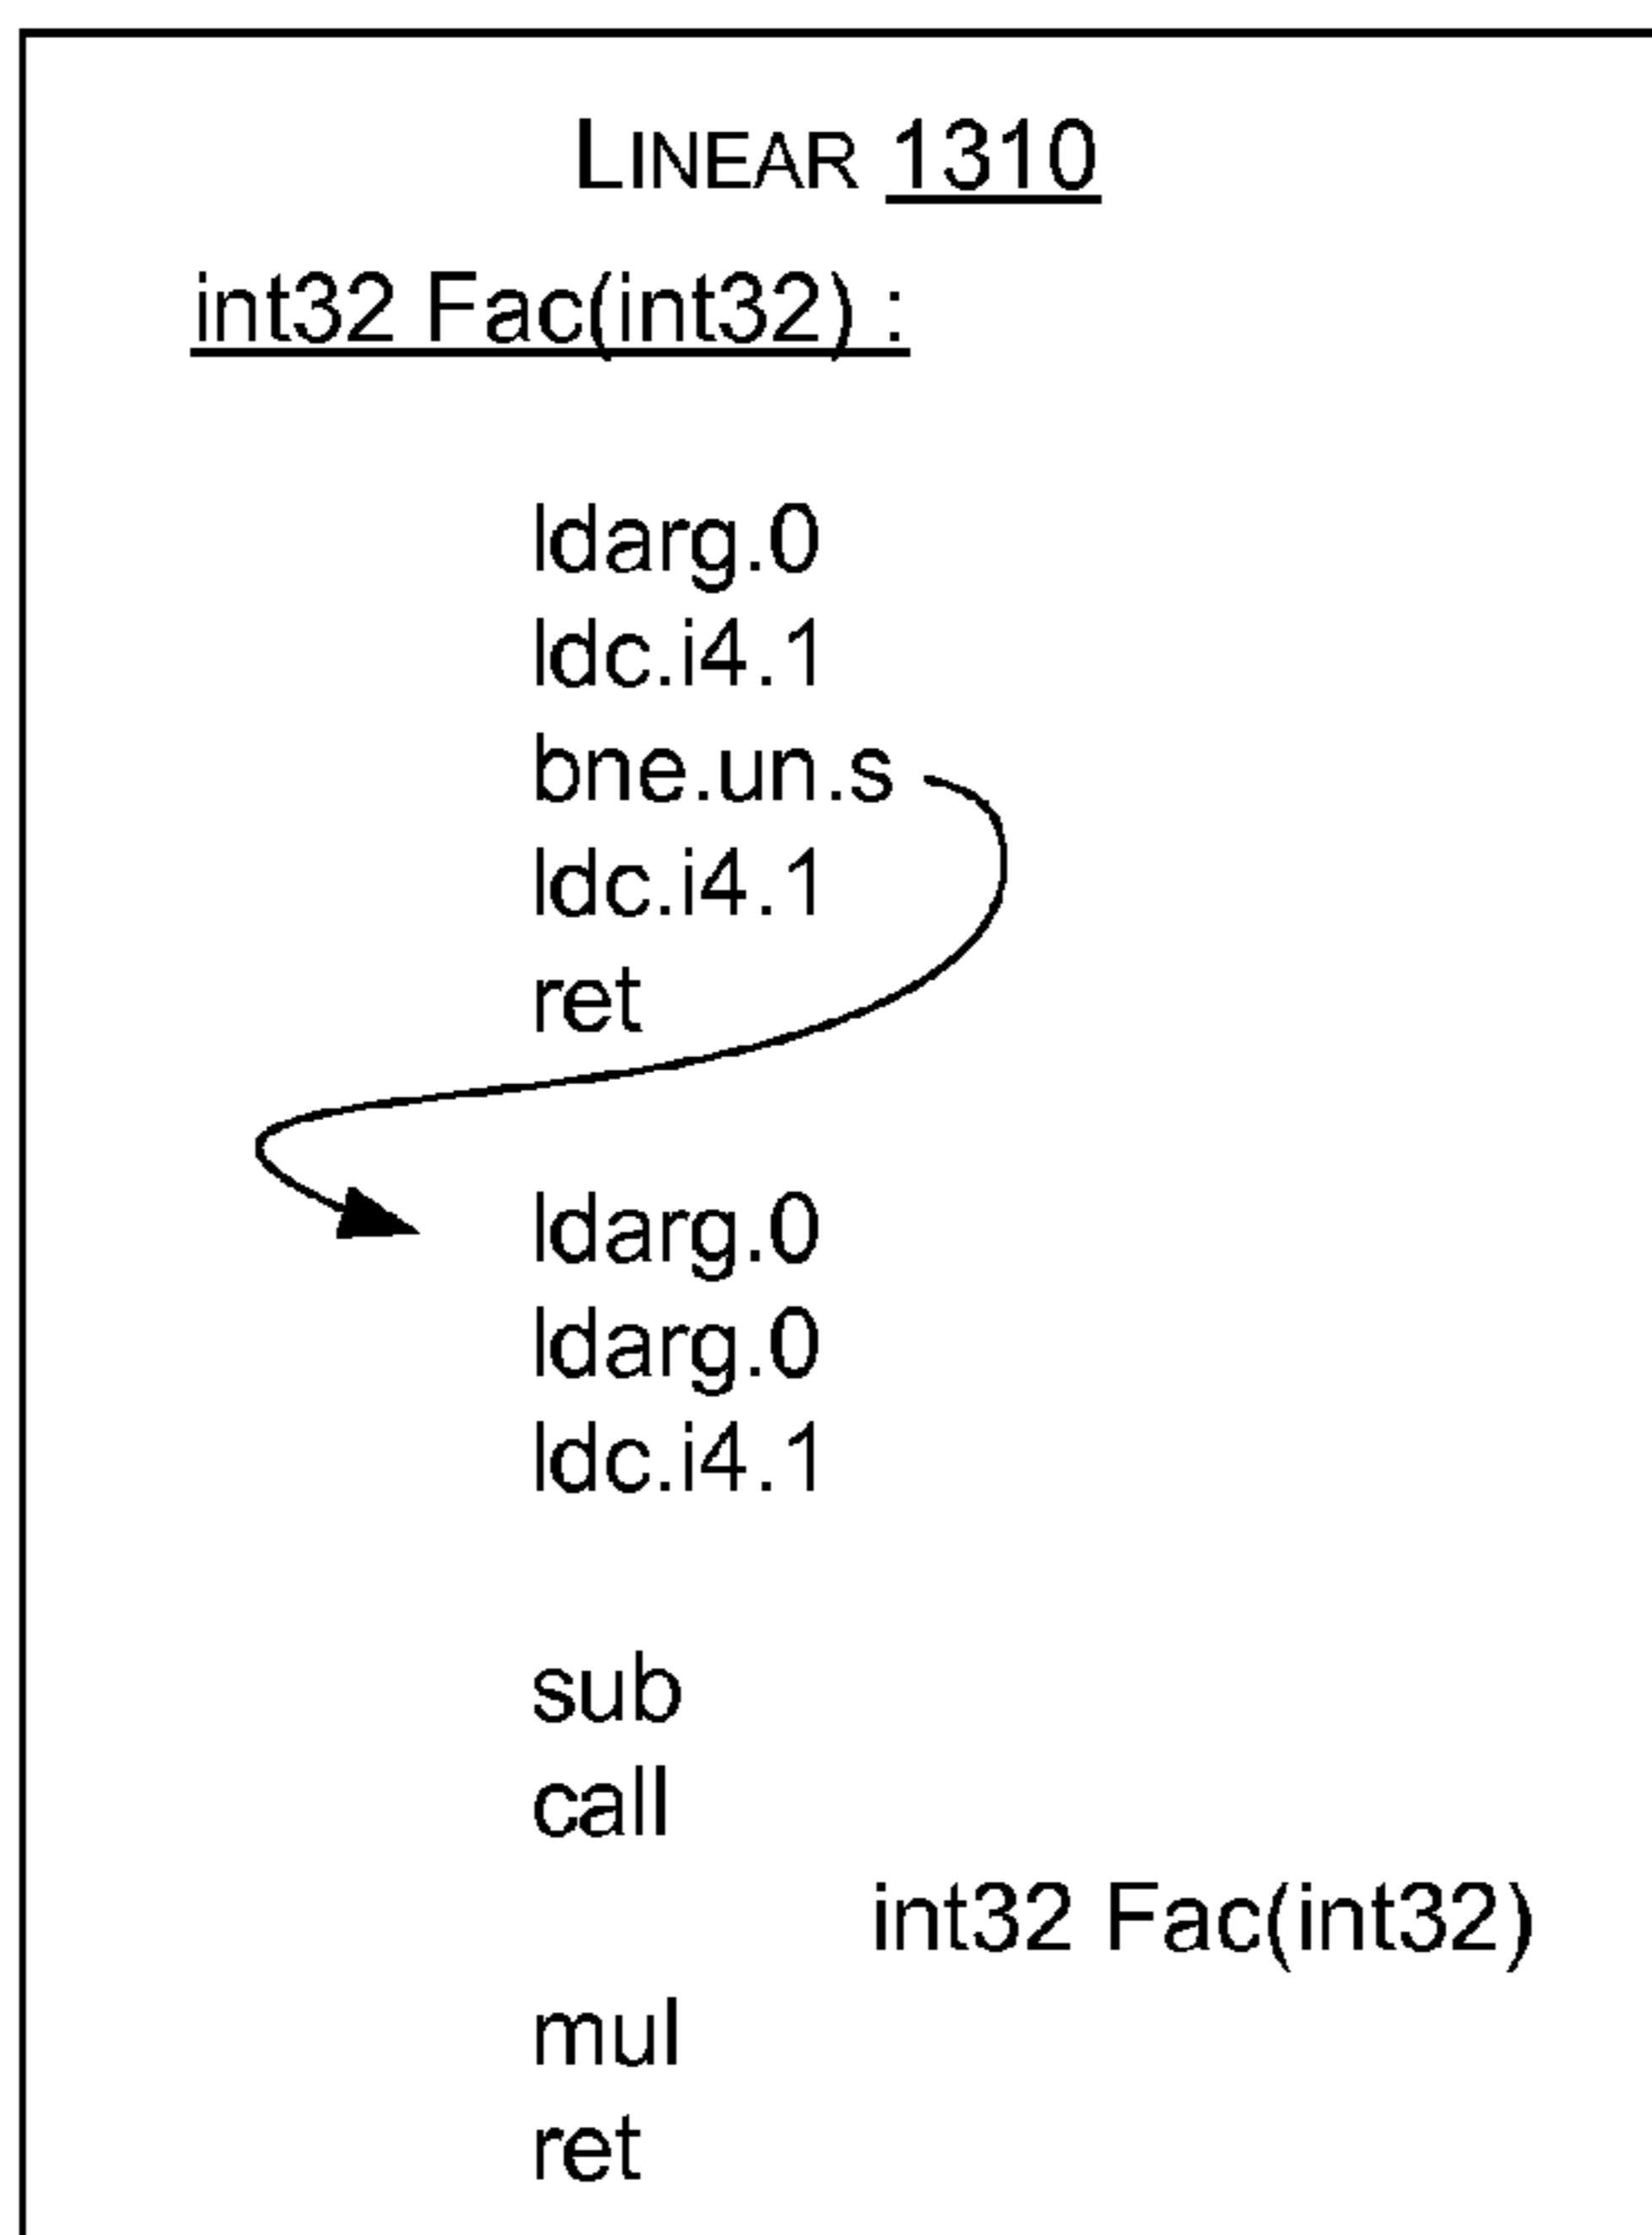 LINEAR 1310
int32 Fac(int32) :
ldarg.0
ldc.i4.1
bne.un.s
ldc.i4.1
ret
ldarg.0
ldarg.0
ldc.i4.1
sub
call
int32 Fac(int32)
mul
ret